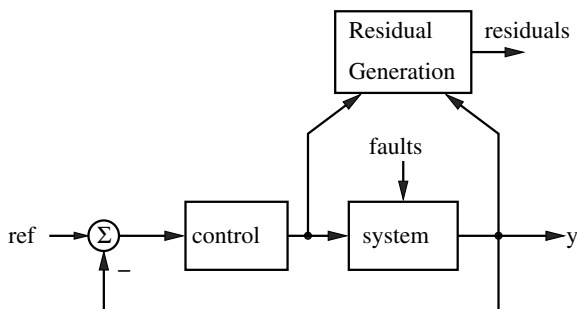 Residual
Generation
residuals
faults
ref
Σ
control
system
y
−